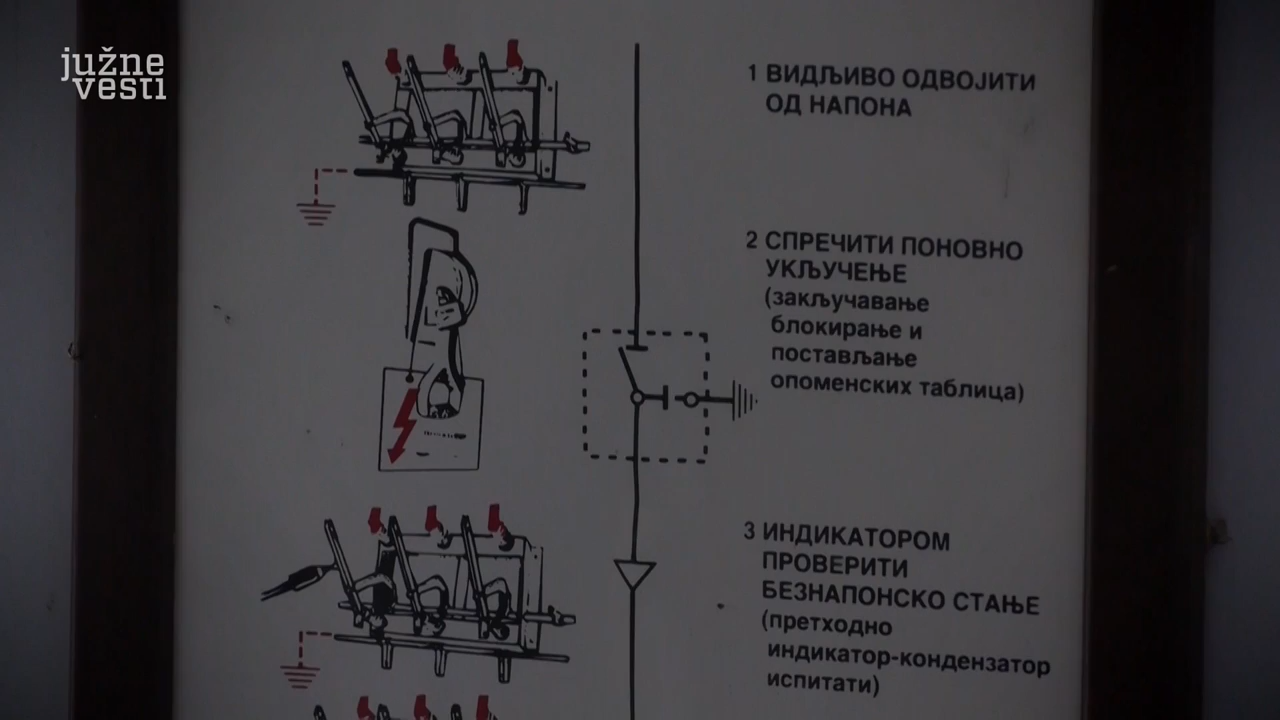 južne
vesti
1 ВИДЉИВО ОДВОЈИТИ
ОД НАПОНА
2 СПРЕЧИТИ ПОНОВНО
УКЉУЧЕЊЕ
(закључавање
блокирање и
постављање
опоменских таблица)
3 ИНДИКАТОРОМ
ПРОВЕРИТИ
БЕЗНАПОНСКО СТАЊЕ
(претходно
индикатор-кондензатор
испитати)